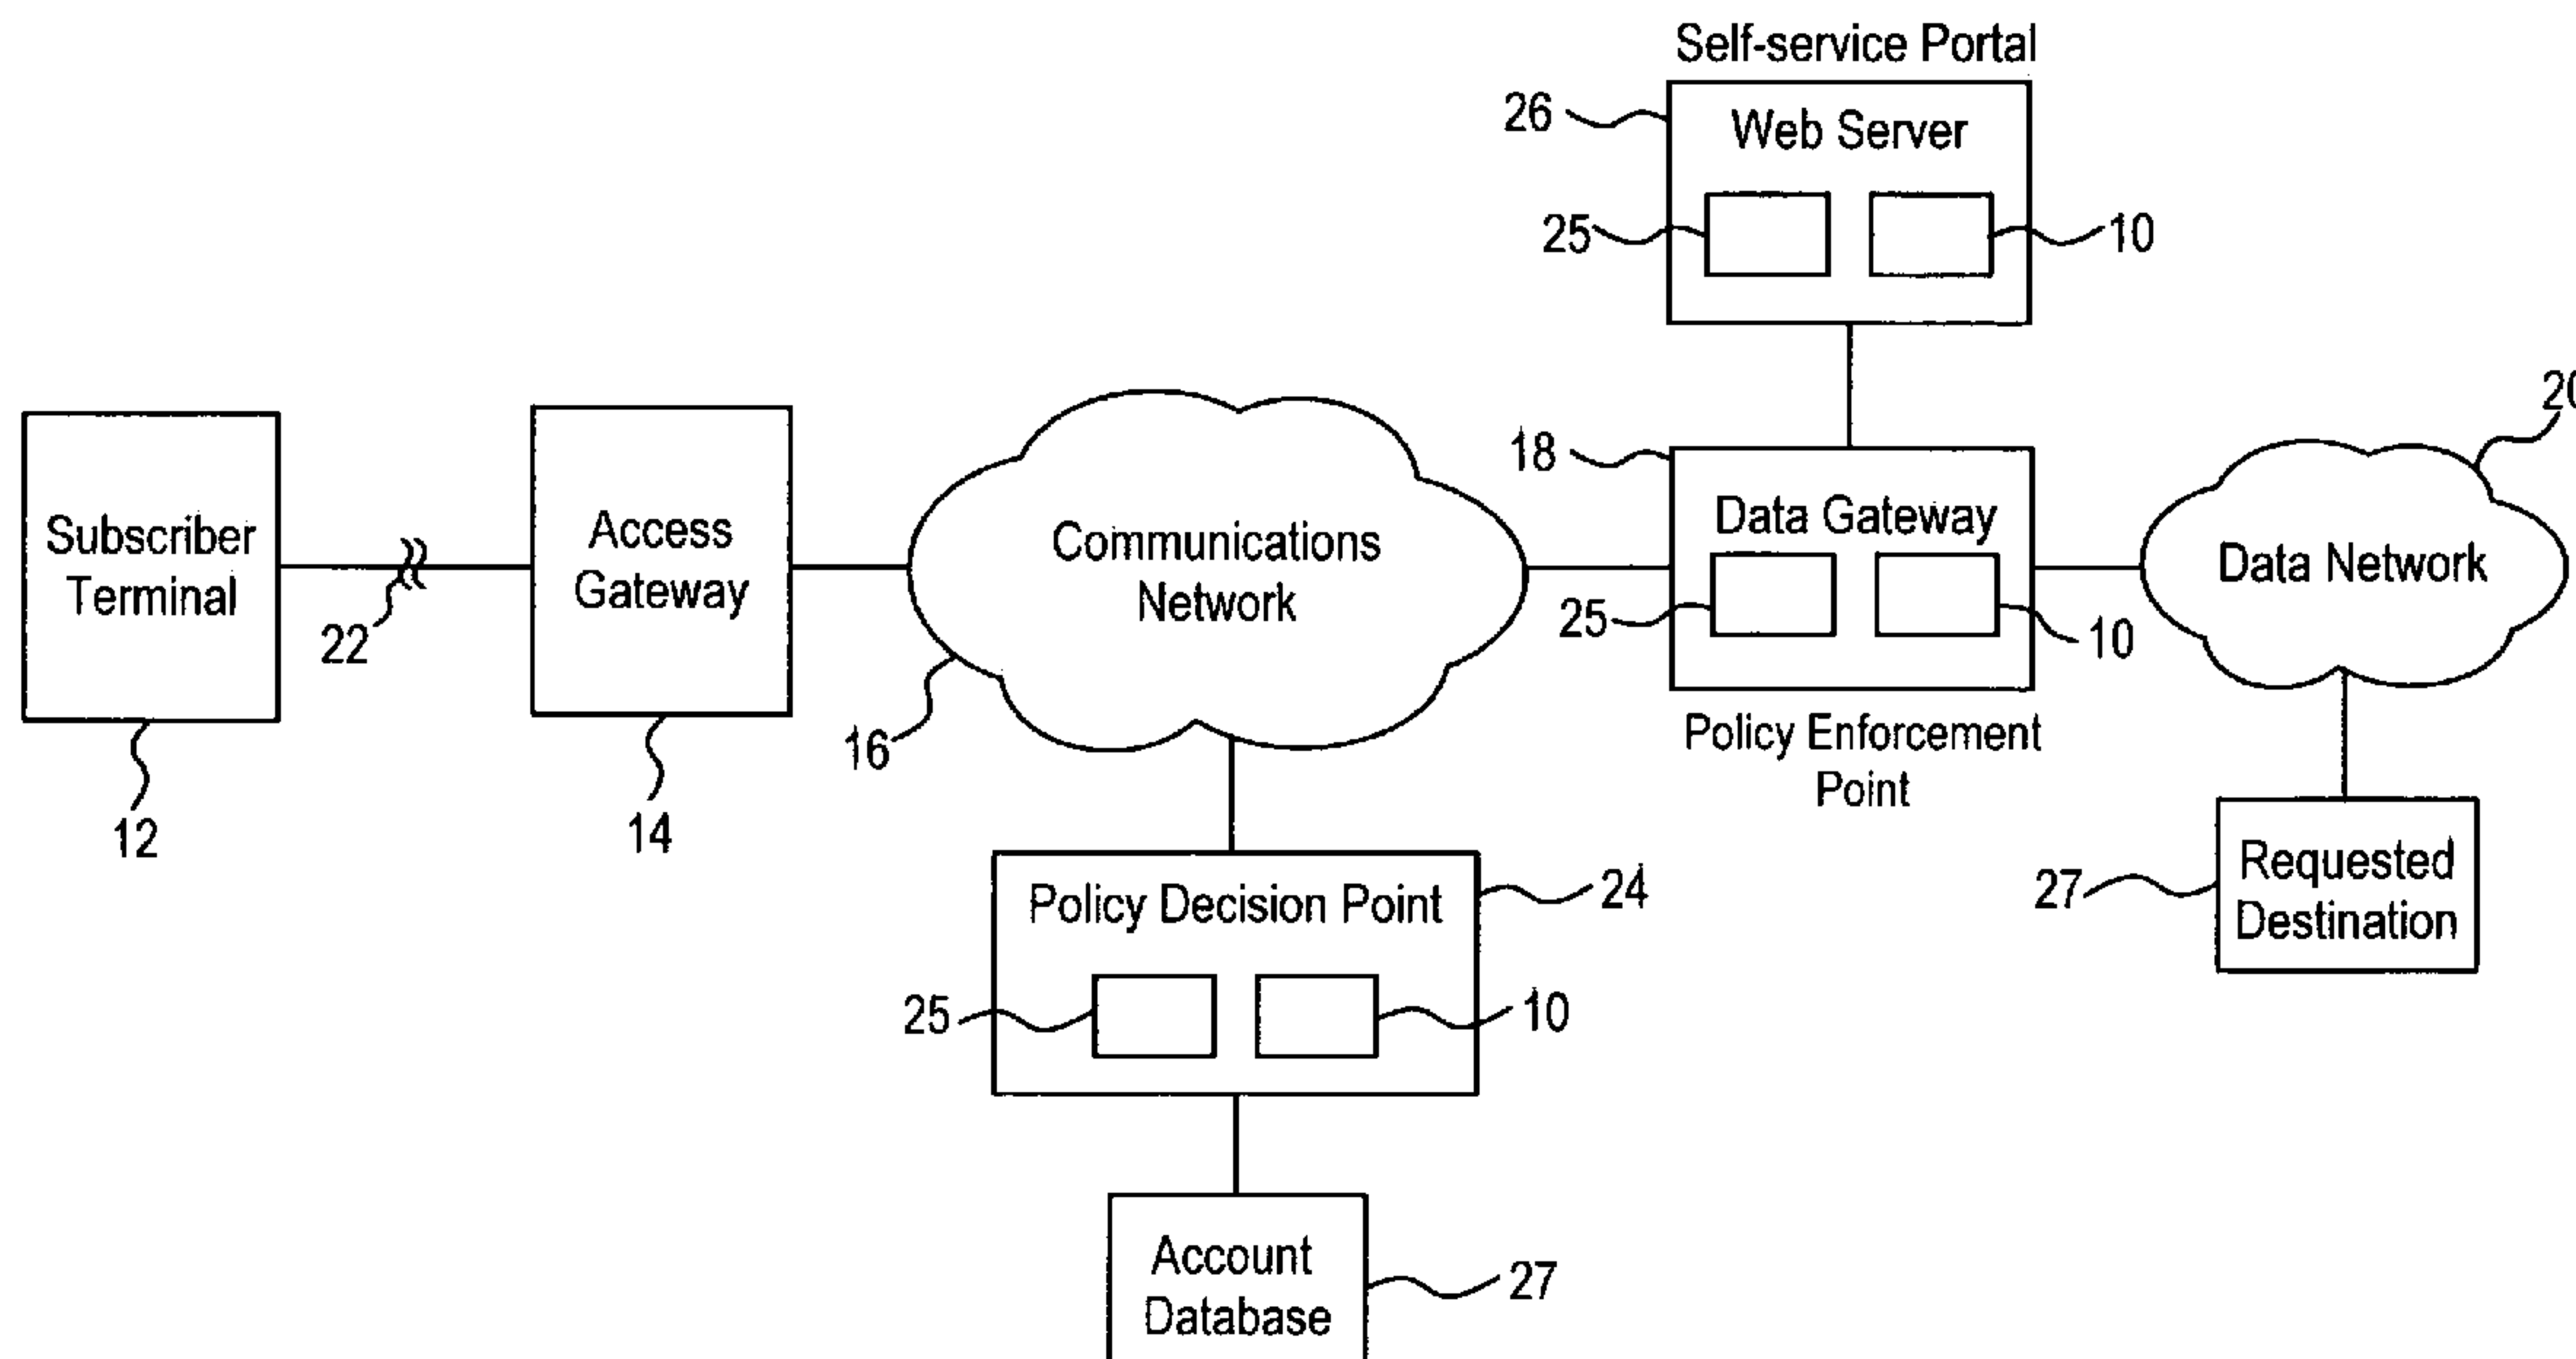 Self-service Portal
26
Web Server
25
10
20
18
Data Gateway
25
10
Data Network
Subscriber
Terminal
22
Access
Gateway
Communications
Network
16
Policy Enforcement
Point
12
14
Policy Decision Point
24
25
10
27
Requested
Destination
Account
Database
27